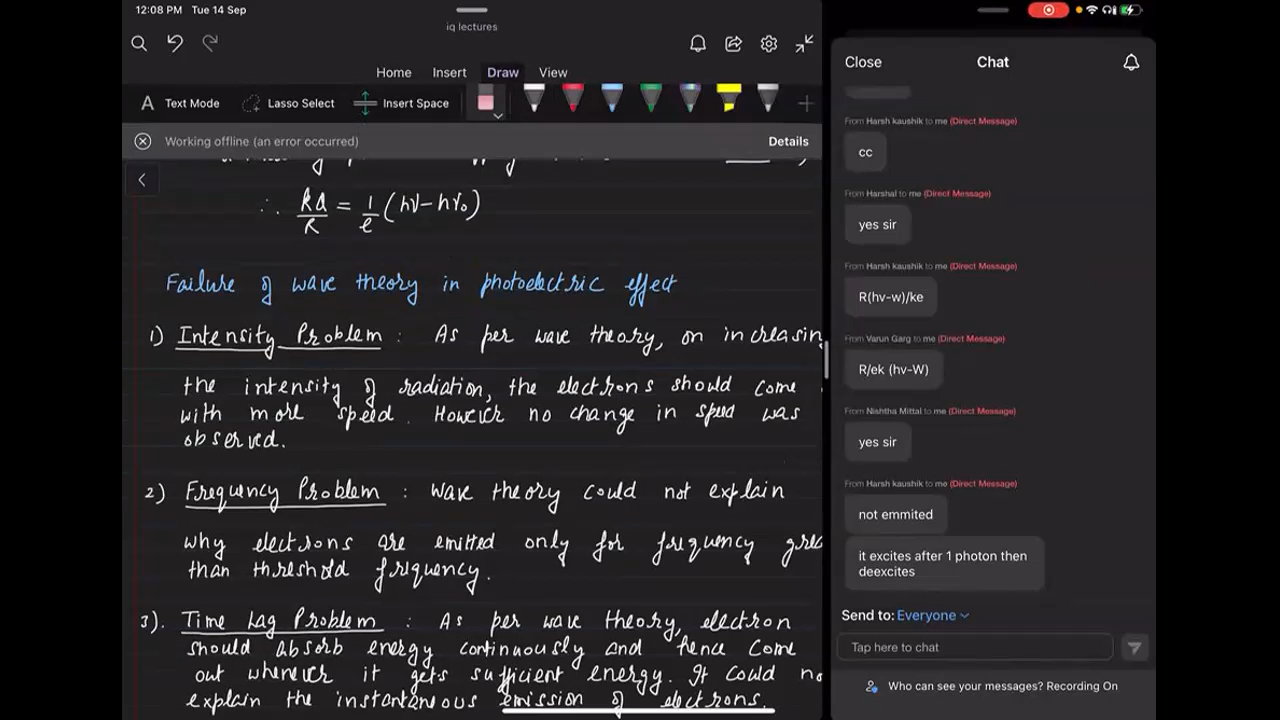 12:08 PM Tue 14 Sep
iq lectures
Home Insert Draw View
A Text Mode Lasso Select Insert Space
Working offline (an error occurred)
Details
∴ kQ/R = 1/e (hν – hν₀)
Failure of wave theory in photoelectric effect
1) Intensity Problem : As per wave theory, on increasin
the intensity of radiation, the electrons should come
with more speed. However no change in speed was
observed.
2) Frequency Problem : Wave theory could not explain
why electrons are emitted only for frequency grea
than threshold frequency.
3). Time Lag Problem : As per wave theory, electron
should absorb energy continuously and hence come
out whenever it gets sufficient energy. It could no
explain the instantaneous emission of electrons.
Close Chat
From Harsh kaushik to me (Direct Message)
cc
From Harshal to me (Direct Message)
yes sir
From Harsh kaushik to me (Direct Message)
R(hv-w)/ke
From Varun Garg to me (Direct Message)
R/ek (hv-W)
From Nishtha Mittal to me (Direct Message)
yes sir
From Harsh kaushik to me (Direct Message)
not emmited
it excites after 1 photon then
deexcites
Send to: Everyone
Tap here to chat
Who can see your messages? Recording On